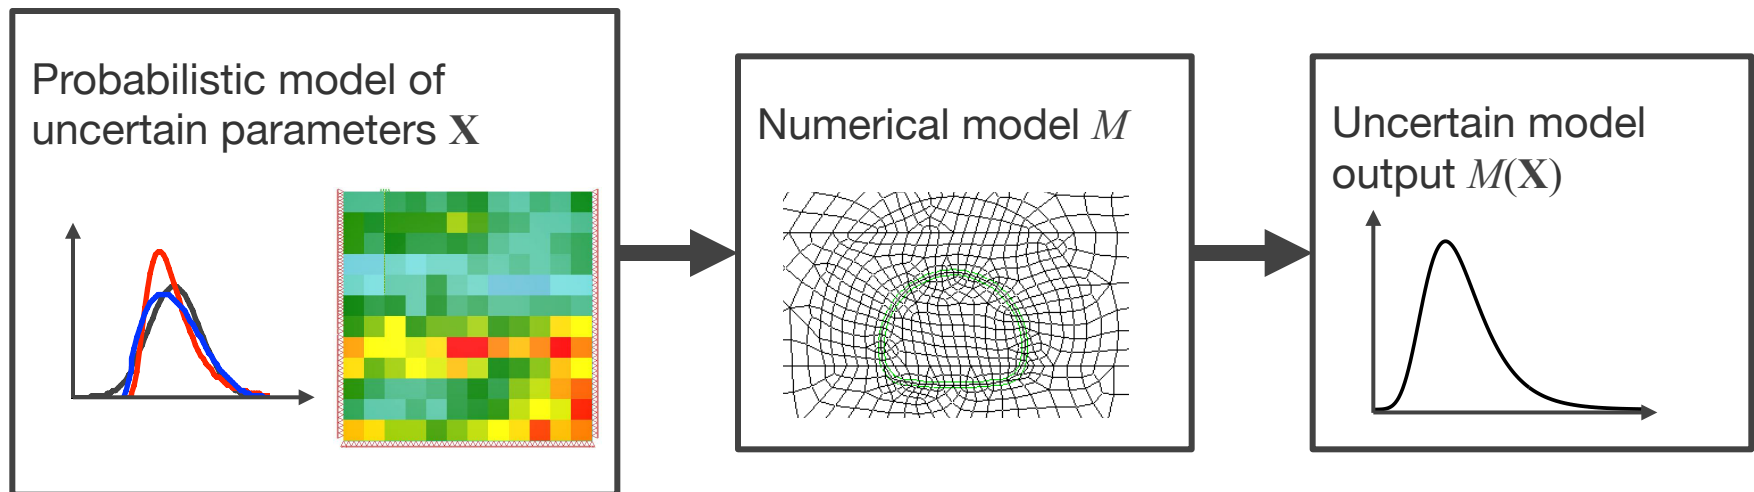 Probabilistic model of
uncertain parameters X
Numerical model M
Uncertain model
output M(X)